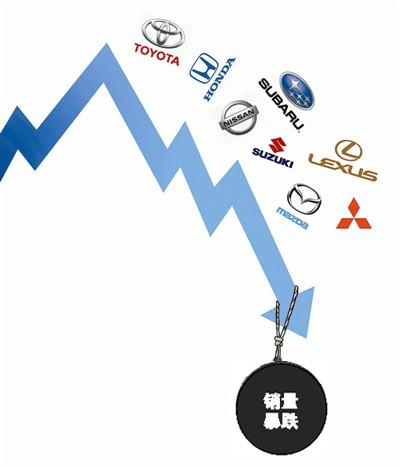 TOYOTA
HONDA
SUBARU
NISSAN
SUZUKI
LEXUS
mazda
销量
暴跌